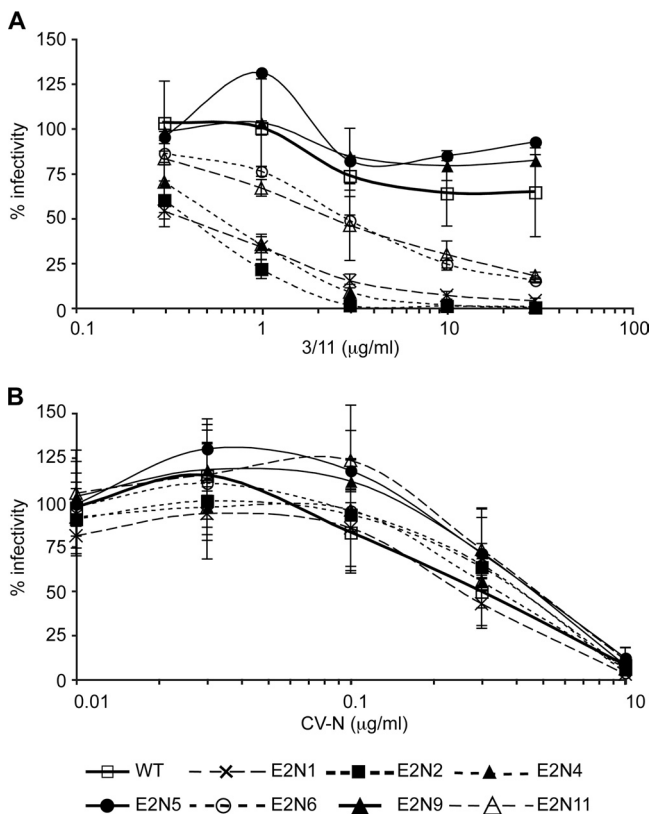 A
150
125
100
75
50
25
0
% infectivity
0.1 1 10 100
3/11 (μg/ml)
B
150
125
100
75
50
25
0
% infectivity
0.01 0.1 1 10
CV-N (μg/ml)
WT E2N1 E2N2 E2N4
E2N5 E2N6 E2N9 E2N11